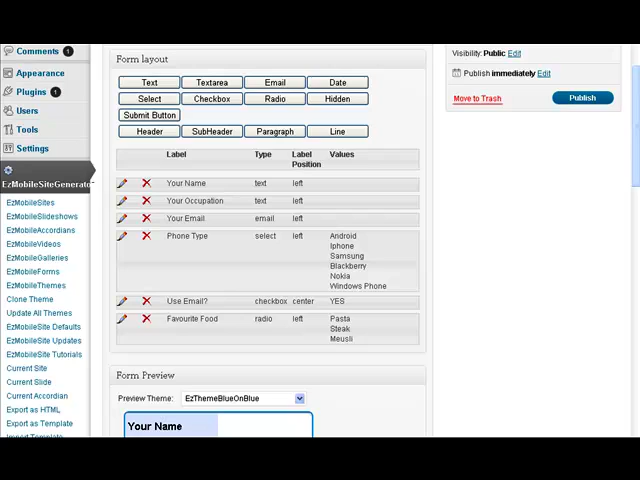 Comments 1
Appearance
Plugins 1
Users
Tools
Settings
EzMobileSiteGenerator
EzMobileSites
EzMobileSlideshows
EzMobileAccordians
EzMobileVideos
EzMobileGalleries
EzMobileForms
EzMobileThemes
Clone Theme
Update All Themes
EzMobileSite Defaults
EzMobileSite Updates
EzMobileSite Tutorials
Current Site
Current Slide
Current Accordian
Export as HTML
Export as Template
Import Template
Form layout
Text Textarea Email Date
Select Checkbox Radio Hidden
Submit Button
Header SubHeader Paragraph Line
Label Type Label Position Values
Your Name text left
Your Occupation text left
Your Email email left
Phone Type select left Android
Iphone
Samsung
Blackberry
Nokia
Windows Phone
Use Email? checkbox center YES
Favourite Food radio left Pasta
Steak
Meusli
Form Preview
Preview Theme: EzThemeBlueOnBlue
Your Name
Visibility: Public Edit
Publish immediately Edit
Move to Trash Publish